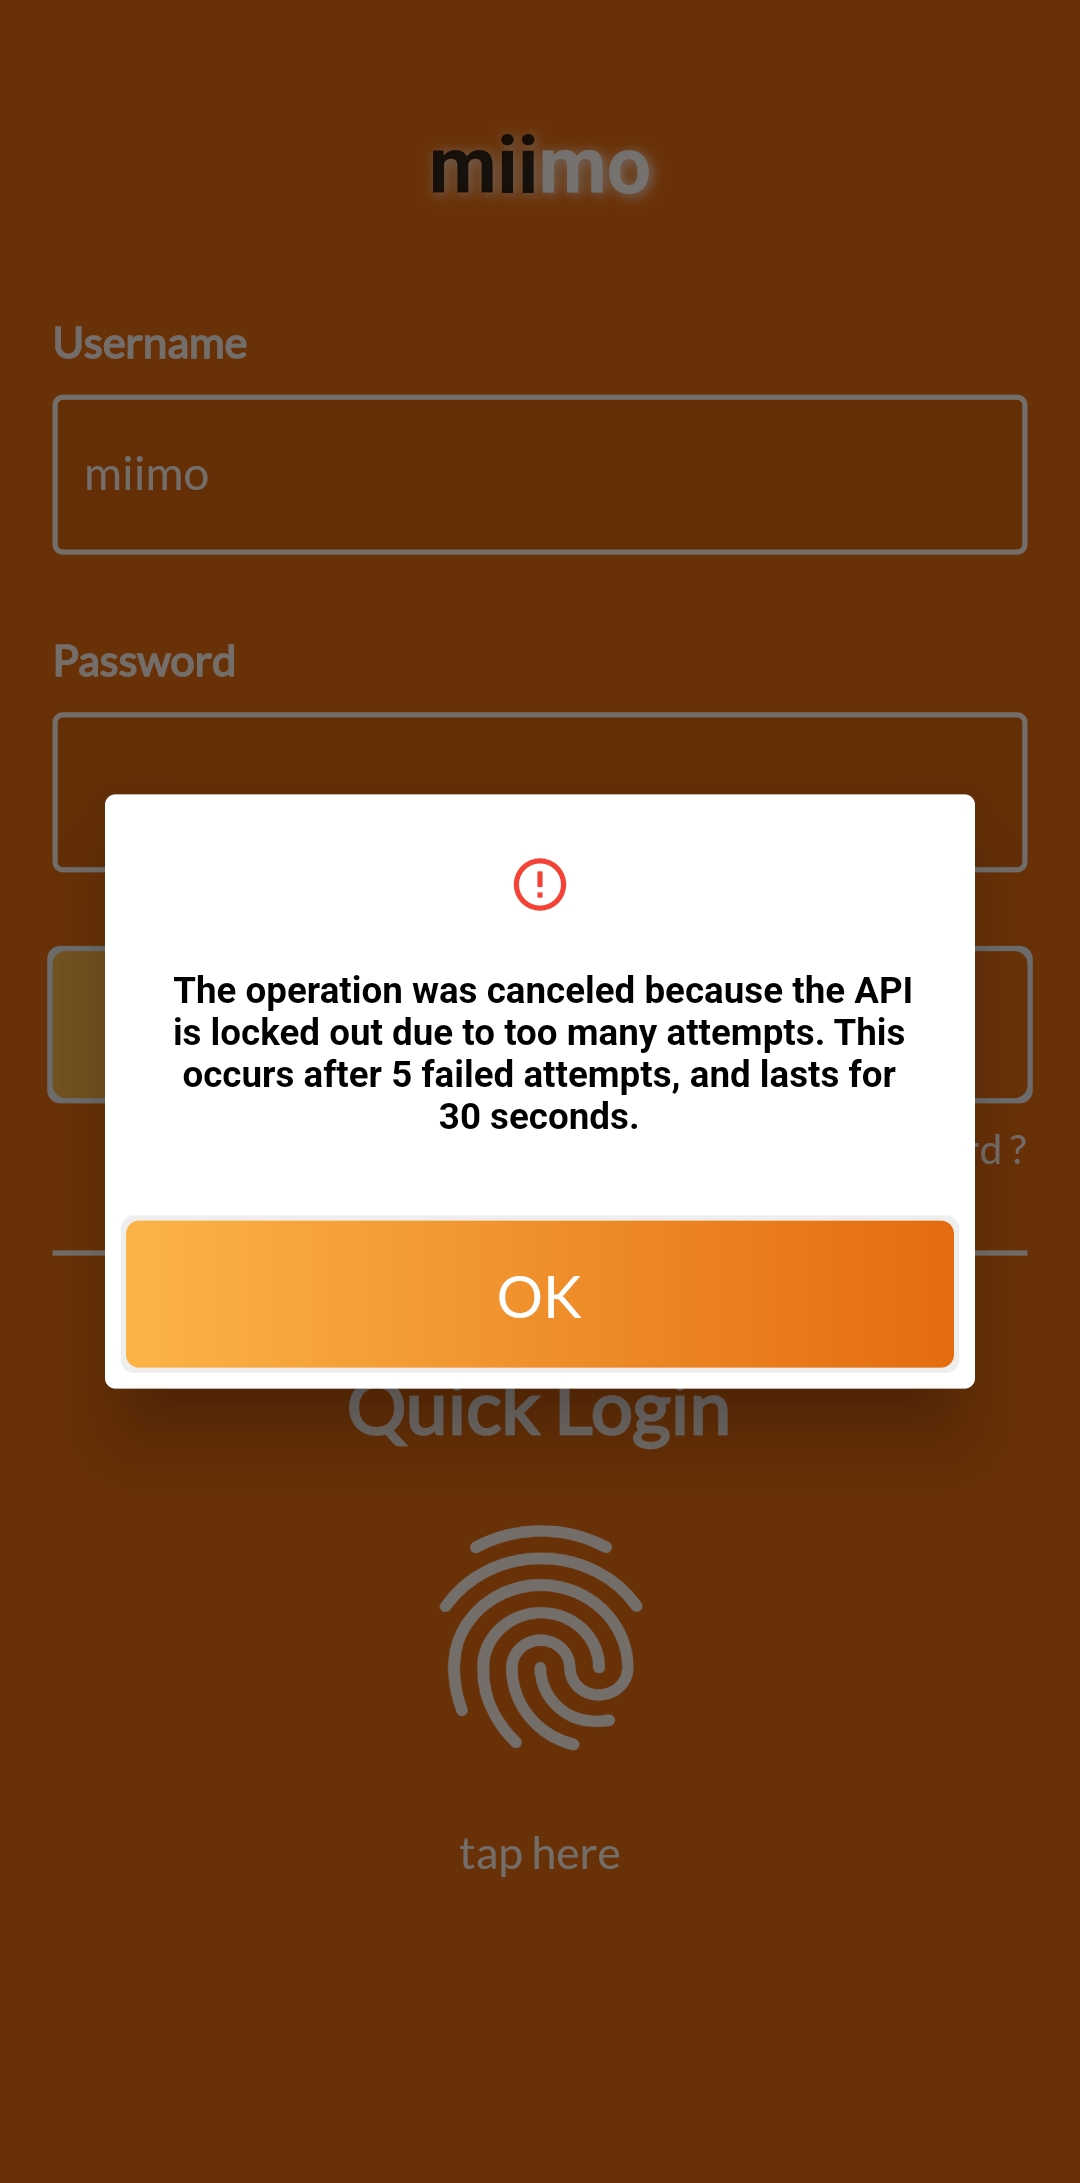 miimo
Username
miimo
Password
The operation was canceled because the API
is locked out due to too many attempts. This
occurs after 5 failed attempts, and lasts for
30 seconds.
rd ?
OK
Quick Login
tap here